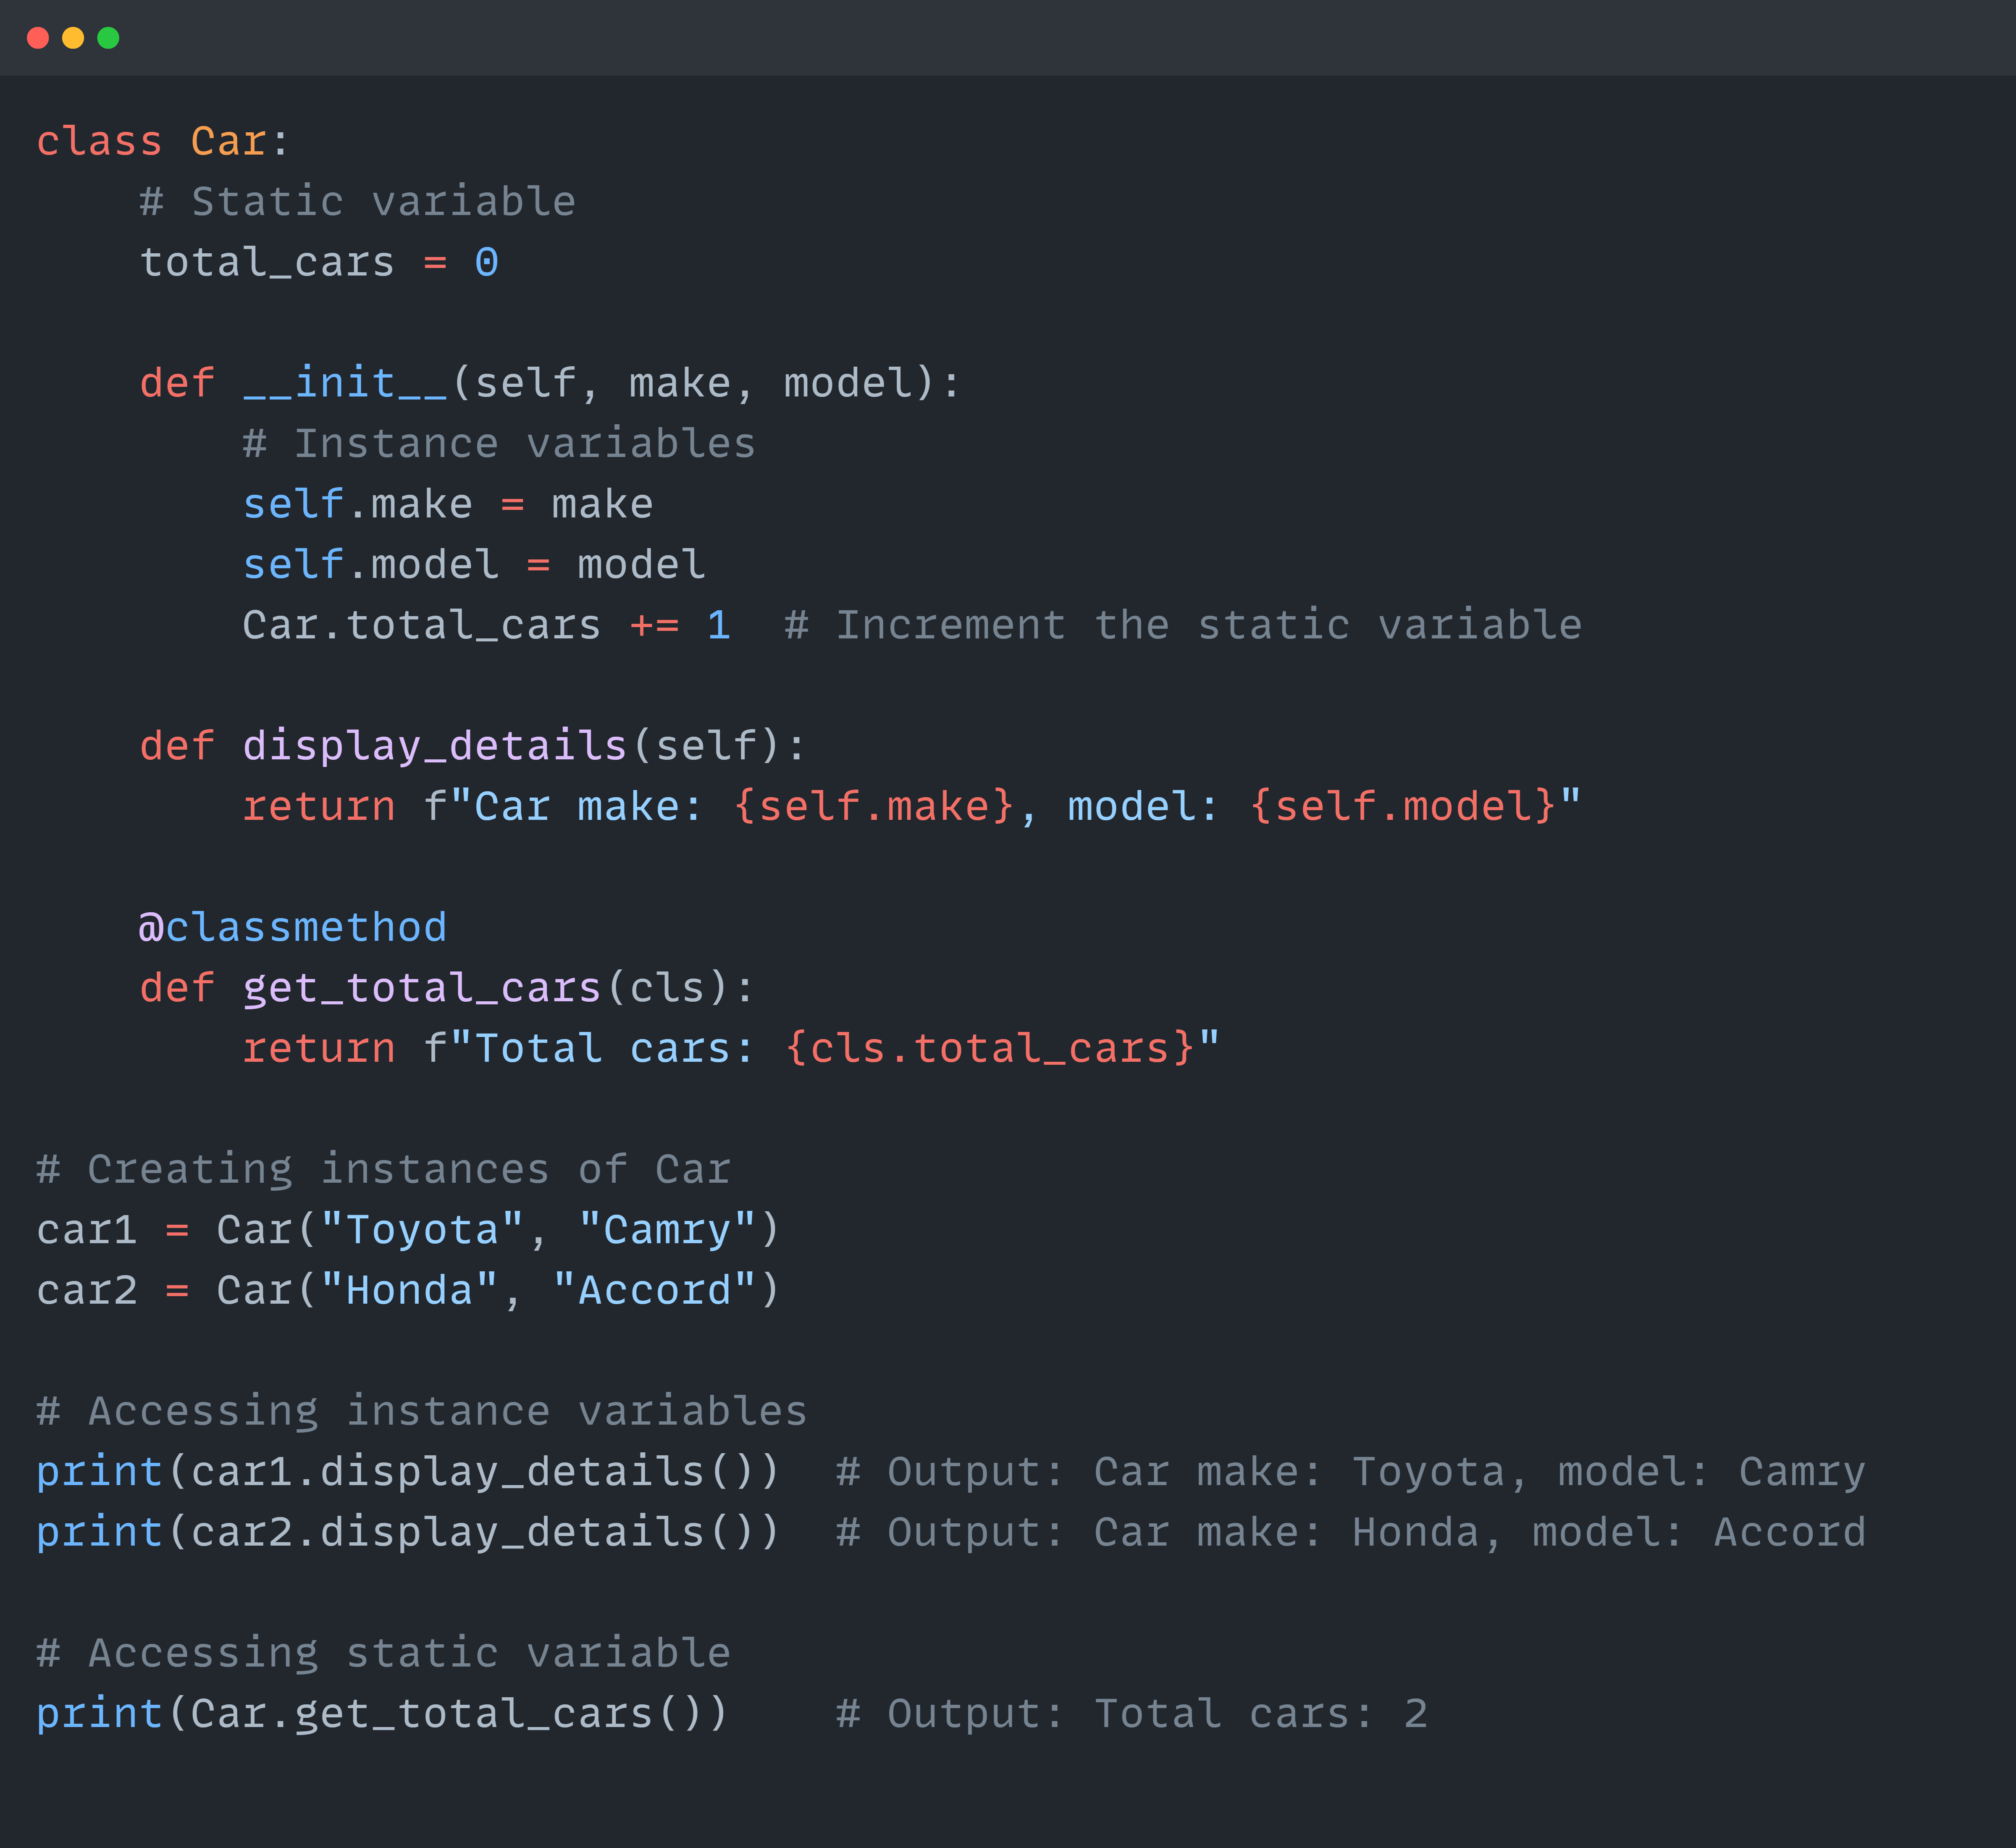 class Car:
    # Static variable
    total_cars = 0

    def __init__(self, make, model):
        # Instance variables
        self.make = make
        self.model = model
        Car.total_cars += 1  # Increment the static variable

    def display_details(self):
        return f"Car make: {self.make}, model: {self.model}"

    @classmethod
    def get_total_cars(cls):
        return f"Total cars: {cls.total_cars}"

# Creating instances of Car
car1 = Car("Toyota", "Camry")
car2 = Car("Honda", "Accord")

# Accessing instance variables
print(car1.display_details())  # Output: Car make: Toyota, model: Camry
print(car2.display_details())  # Output: Car make: Honda, model: Accord

# Accessing static variable
print(Car.get_total_cars())    # Output: Total cars: 2